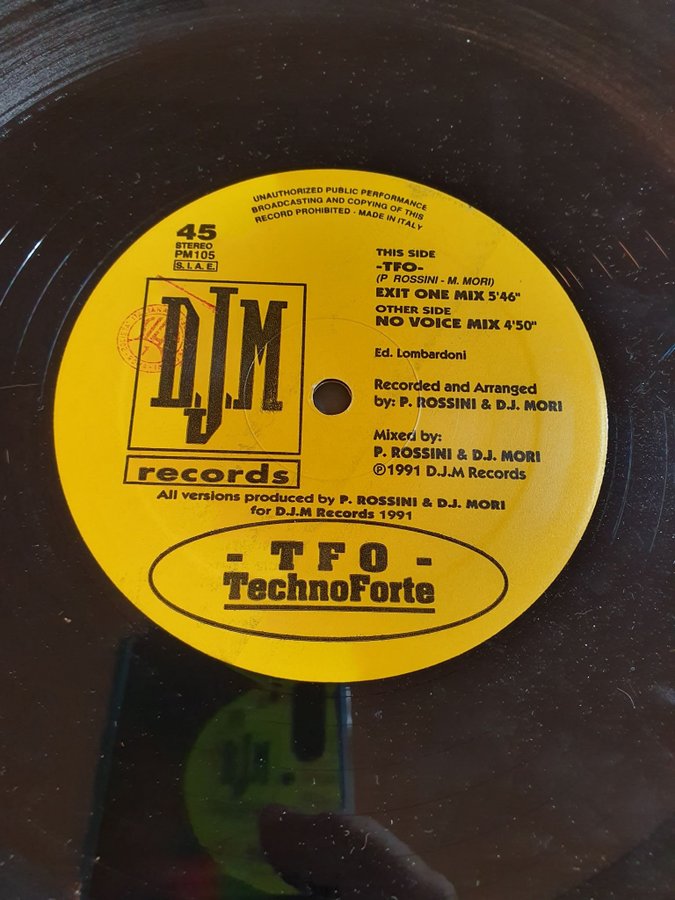 UNAUTHORIZED PUBLIC PERFORMANCE
BROADCASTING AND COPYING OF THIS
RECORD PROHIBITED - MADE IN ITALY
45
STEREO
PM105
S.I.A.E.
D.J.M
records
THIS SIDE
-TFO-
(P ROSSINI - M. MORI)
EXIT ONE MIX 5'46"
OTHER SIDE
NO VOICE MIX 4'50"
Ed. Lombardoni
Recorded and Arranged
by: P. ROSSINI & D.J. MORI
Mixed by:
P. ROSSINI & D.J. MORI
℗1991 D.J.M Records
All versions produced by P. ROSSINI & D.J. MORI
for D.J.M Records 1991
- TFO -
TechnoForte